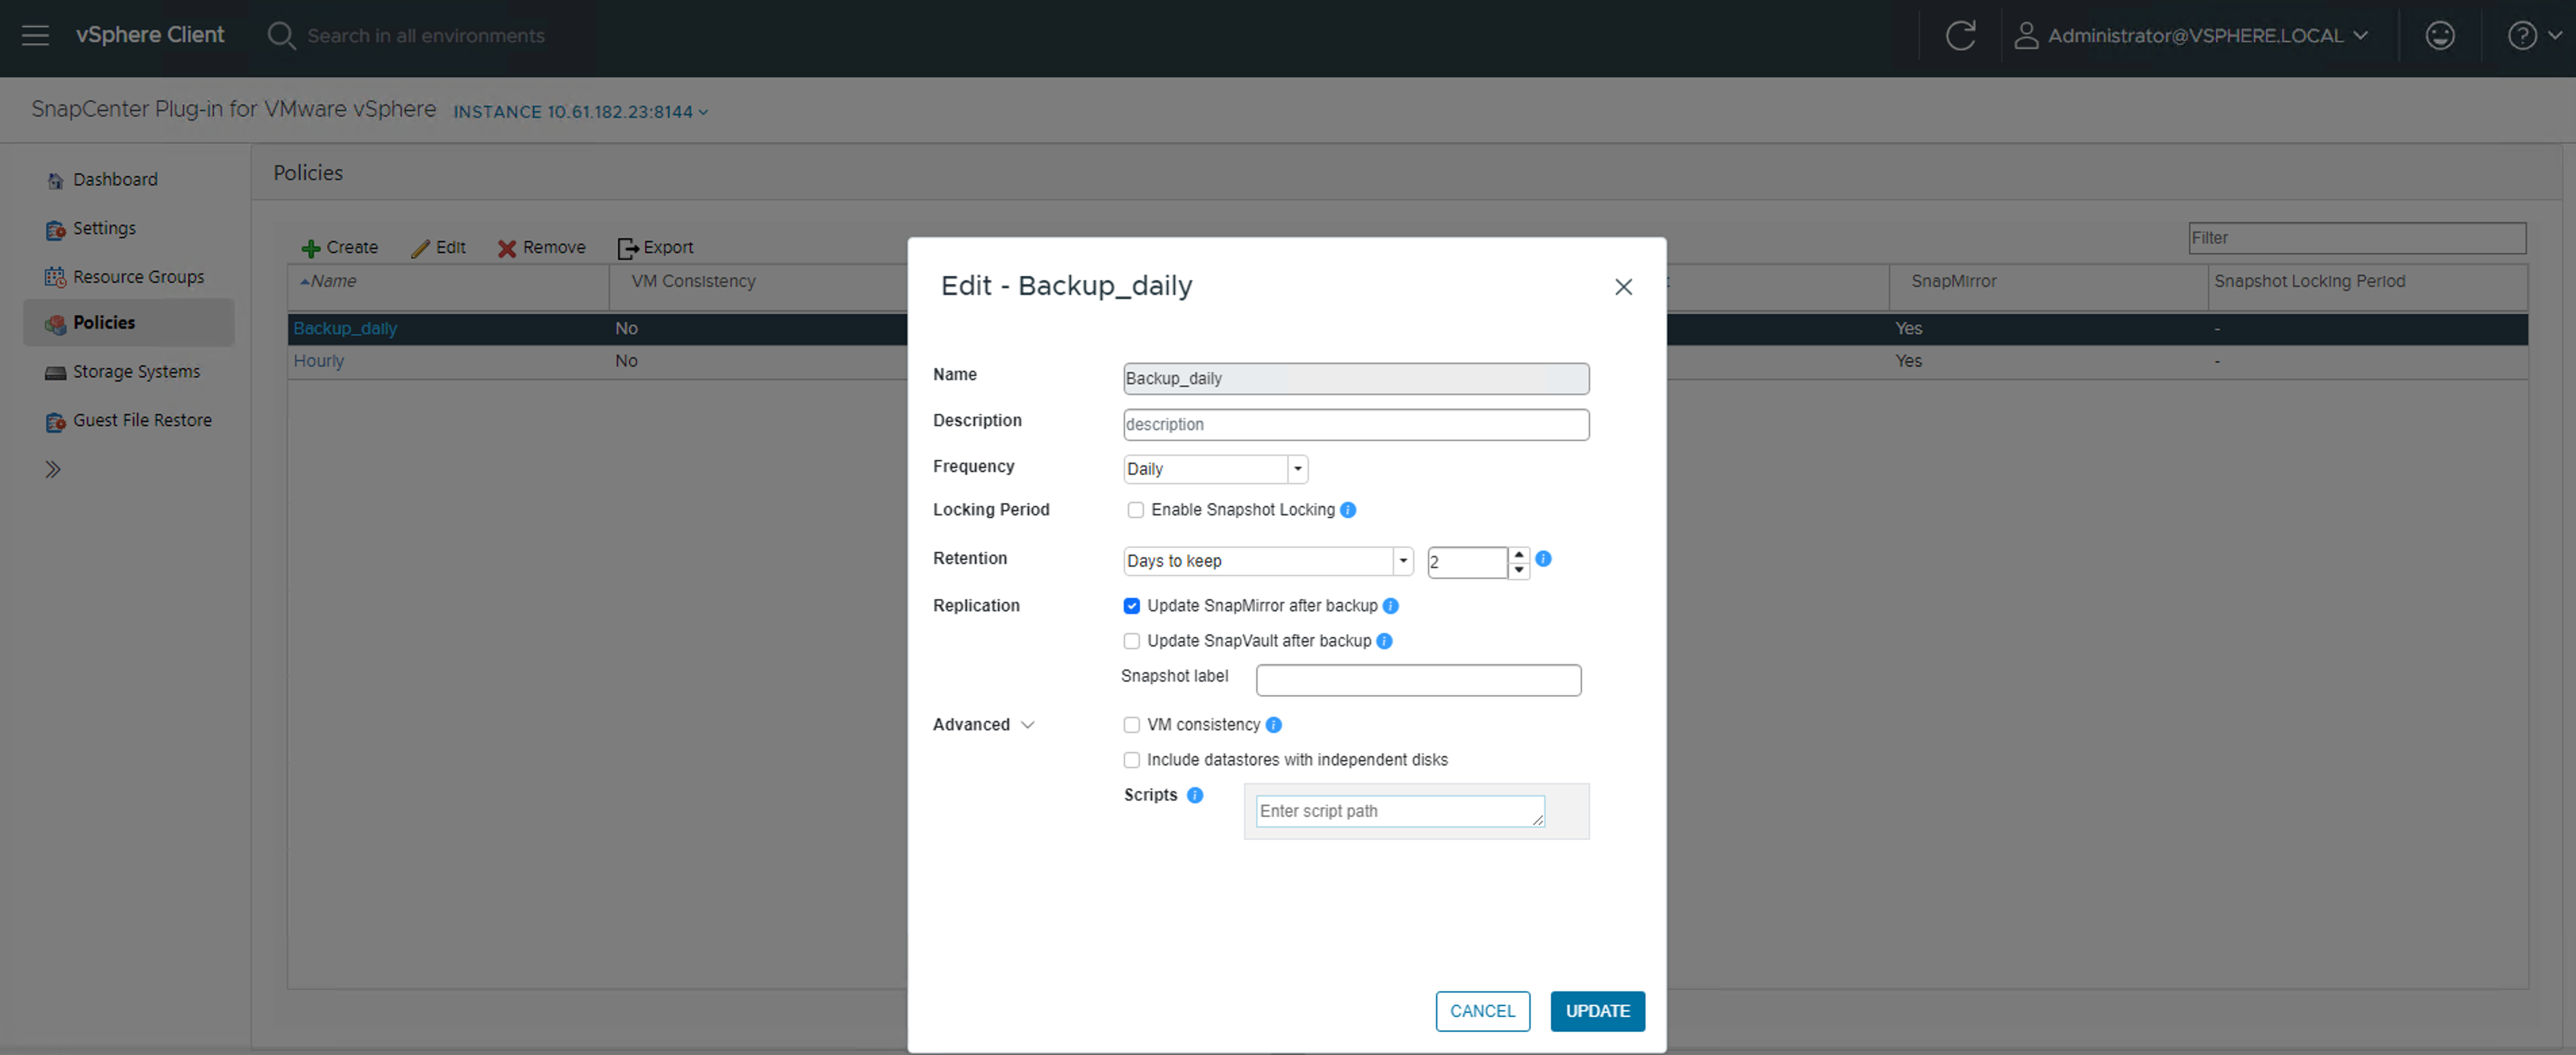 vSphere Client
Search in all environments
Administrator@VSPHERE.LOCAL
SnapCenter Plug-in for VMware vSphere INSTANCE 10.61.182.23:8144
Dashboard
Settings
Resource Groups
Policies
Storage Systems
Guest File Restore
Policies
Create Edit Remove Export
Filter
Name VM Consistency SnapMirror Snapshot Locking Period
Backup_daily No Yes -
Hourly No Yes -
Edit - Backup_daily
Name Backup_daily
Description description
Frequency Daily
Locking Period Enable Snapshot Locking
Retention Days to keep 2
Replication Update SnapMirror after backup
Update SnapVault after backup
Snapshot label
Advanced VM consistency
Include datastores with independent disks
Scripts Enter script path
CANCEL UPDATE